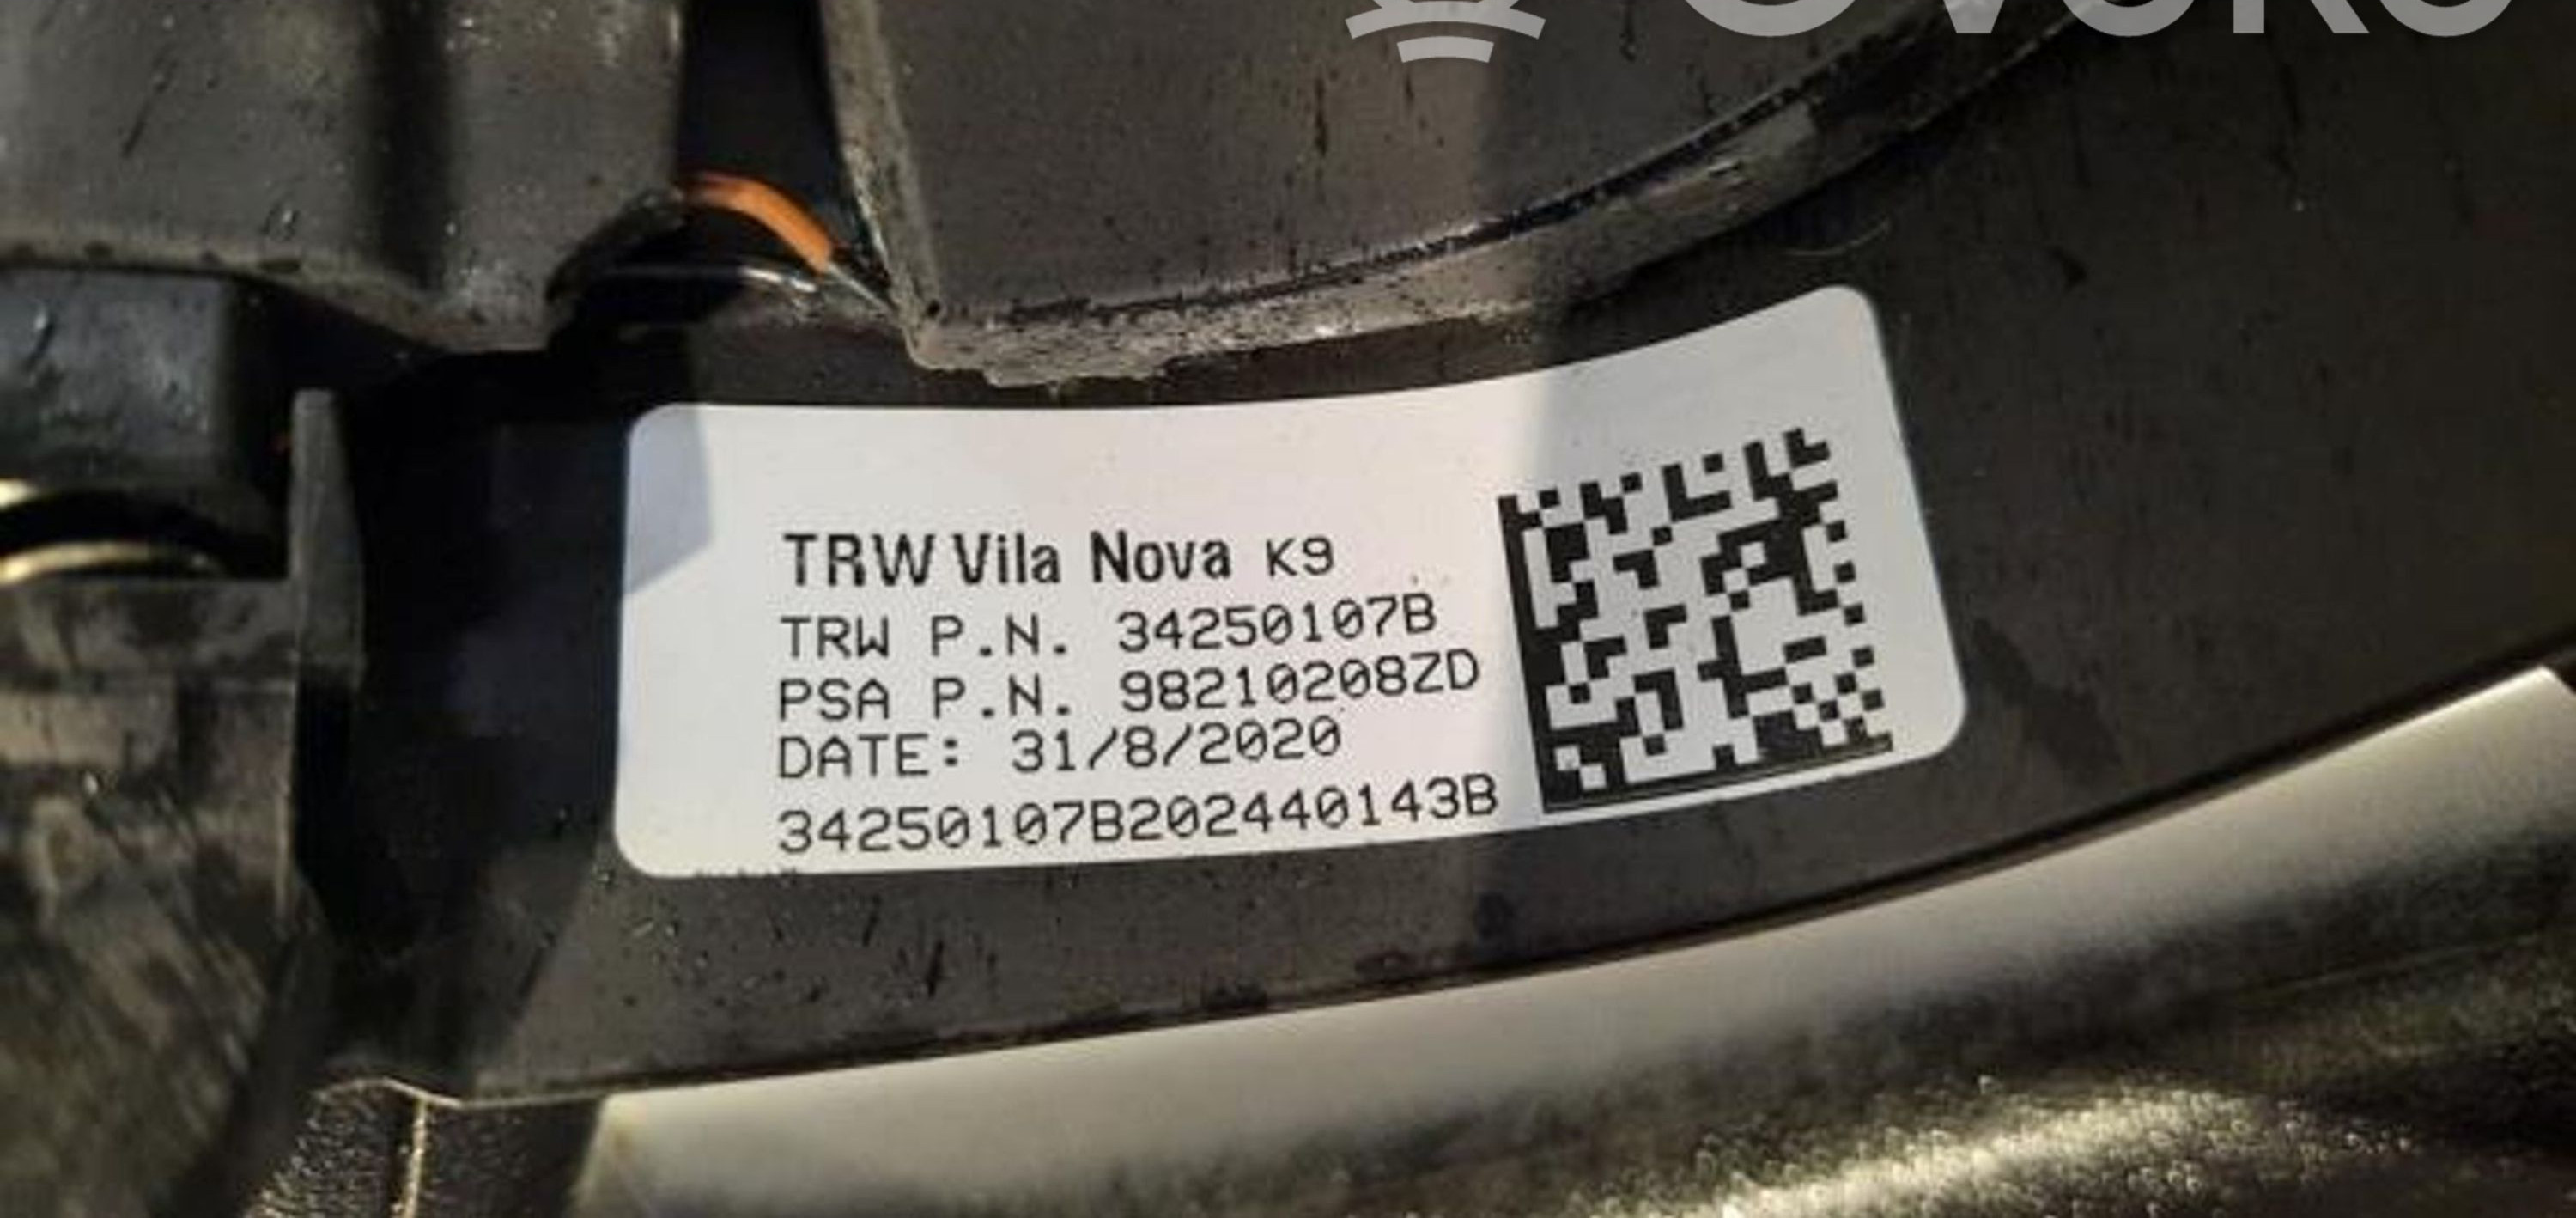 TRW Vila Nova K9
TRW P.N. 34250107B
PSA P.N. 98210208ZD
DATE: 31/8/2020
34250107B202440143B